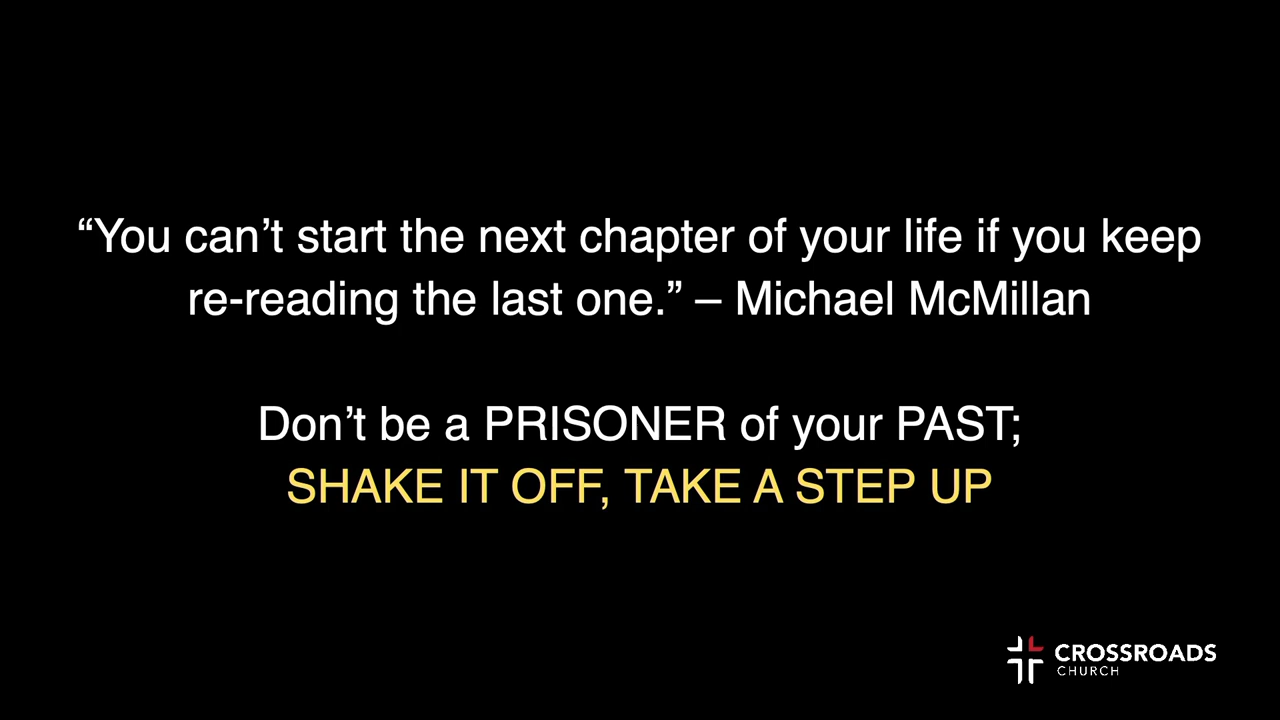 “You can’t start the next chapter of your life if you keep
re-reading the last one.” – Michael McMillan
Don’t be a PRISONER of your PAST;
SHAKE IT OFF, TAKE A STEP UP
CROSSROADS
CHURCH